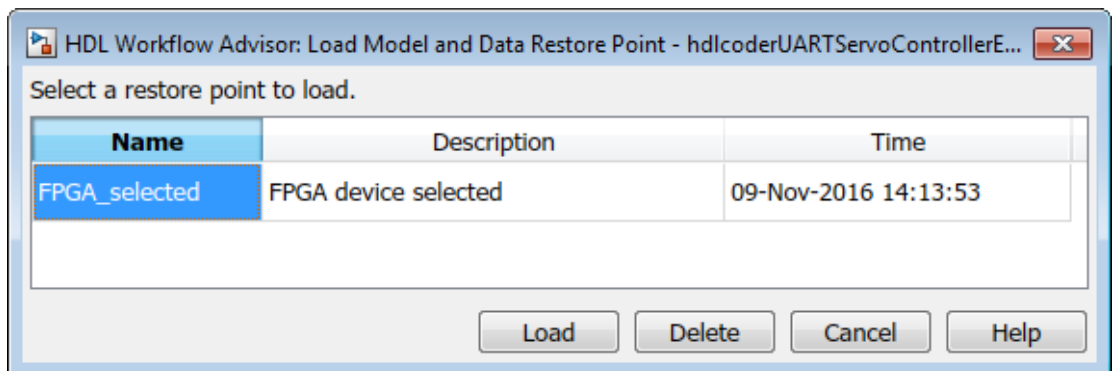 HDL Workflow Advisor: Load Model and Data Restore Point - hdlcoderUARTServoControllerE...
Select a restore point to load.
Name Description Time
FPGA_selected FPGA device selected 09-Nov-2016 14:13:53
Load Delete Cancel Help